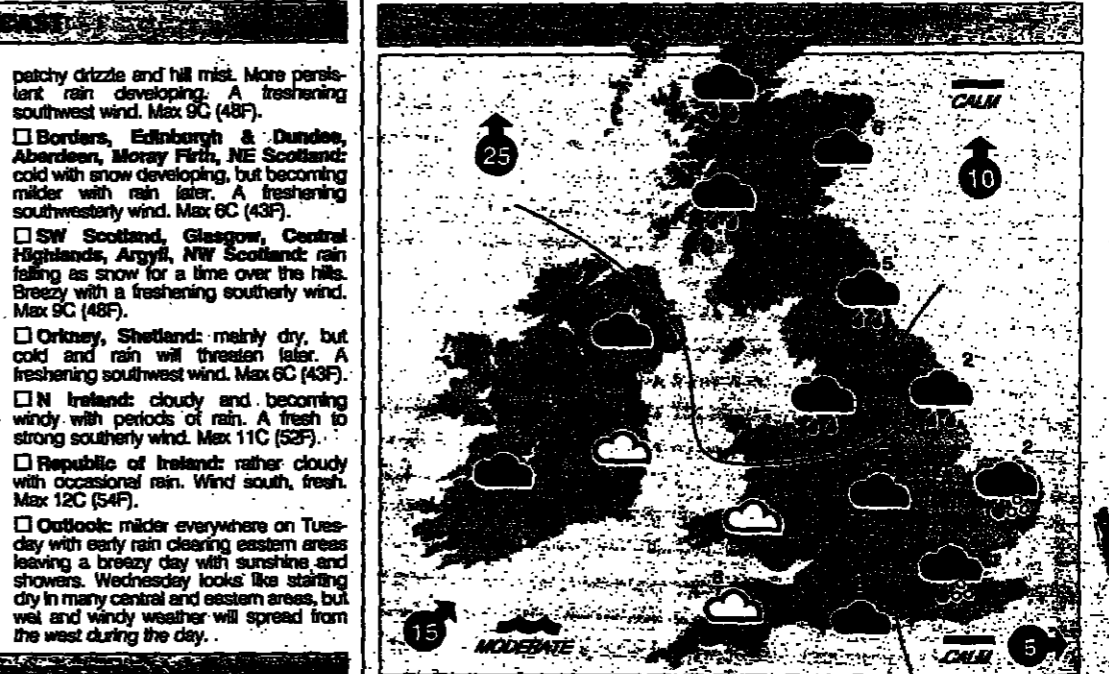 patchy drizzle and hill mist. More persis-
tent rain developing. A freshening
southwest wind. Max 9C (48F).
☐ Borders, Edinburgh & Dundee,
Aberdeen, Moray Firth, NE Scotland:
cold with snow developing, but becoming
milder with rain later. A freshening
southwesterly wind. Max 6C (43F).
☐ SW Scotland, Glasgow, Central
Highlands, Argyll, NW Scotland: rain
falling as snow for a time over the hills.
Breezy with a freshening southerly wind.
Max 9C (48F).
☐ Orkney, Shetland: mainly dry, but
cold and rain will threaten later. A
freshening southwest wind. Max 6C (43F).
☐ N Ireland: cloudy and becoming
windy with periods of rain. A fresh to
strong southerly wind. Max 11C (52F).
☐ Republic of Ireland: rather cloudy
with occasional rain. Wind south, fresh.
Max 12C (54F).
☐ Outlook: milder everywhere on Tues-
day with early rain clearing eastern areas
leaving a breezy day with sunshine and
showers. Wednesday looks like starting
dry in many central and eastern areas, but
wet and windy weather will spread from
the west during the day.
CALM
25
6
10
5
2
2
8
15
MODERATE
CALM
5